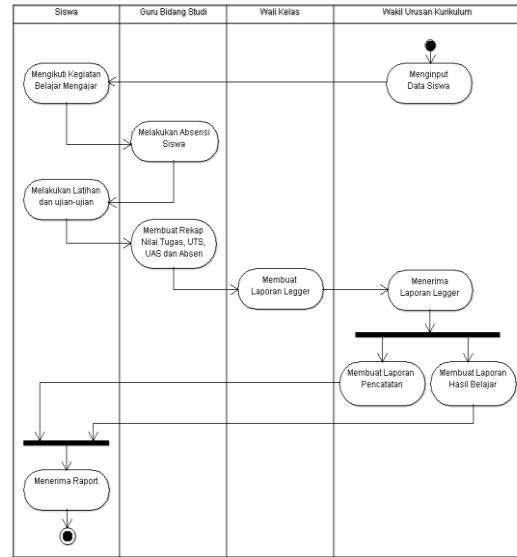 Siswa
Guru Bidang Studi
Wali Kelas
Wakil Urusan Kurikulum
Menginput
Data Siswa
Mengikuti Kegiatan
Belajar Mengajar
Melakukan Absensi
Siswa
Melakukan Latihan
dan ujian-ujian
Membuat Rekap
Nilai Tugas, UTS,
UAS dan Absen
Membuat
Laporan Legger
Menerima
Laporan Legger
Membuat Laporan
Pencatatan
Membuat Laporan
Hasil Belajar
Menerima Raport